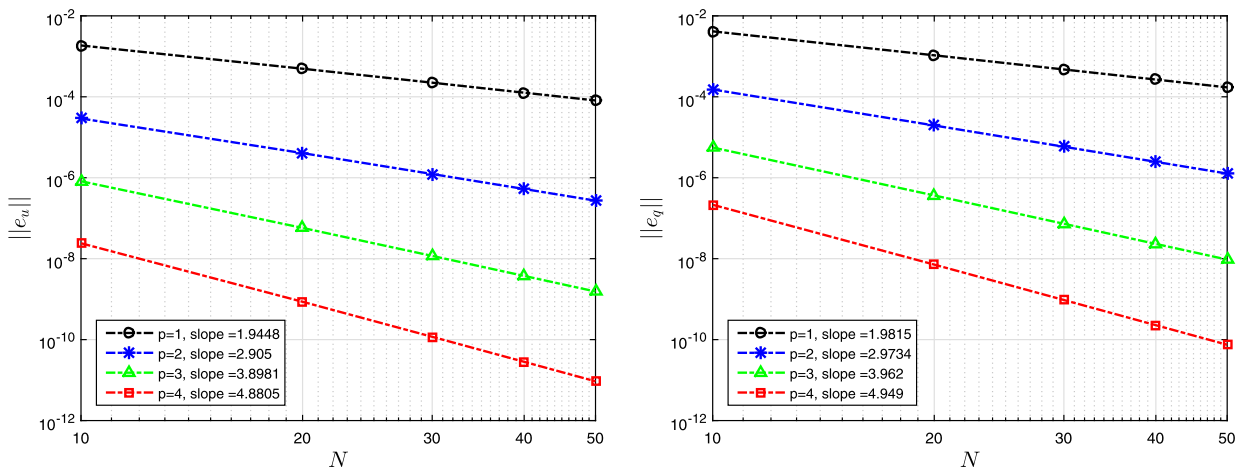 10^-2
10^-4
10^-6
10^-8
10^-10
10^-12
||e_u||
p=1, slope =1.9448
p=2, slope =2.905
p=3, slope =3.8981
p=4, slope =4.8805
10 20 30 40 50
N
10^-2
10^-4
10^-6
10^-8
10^-10
10^-12
||e_q||
p=1, slope =1.9815
p=2, slope =2.9734
p=3, slope =3.962
p=4, slope =4.949
10 20 30 40 50
N